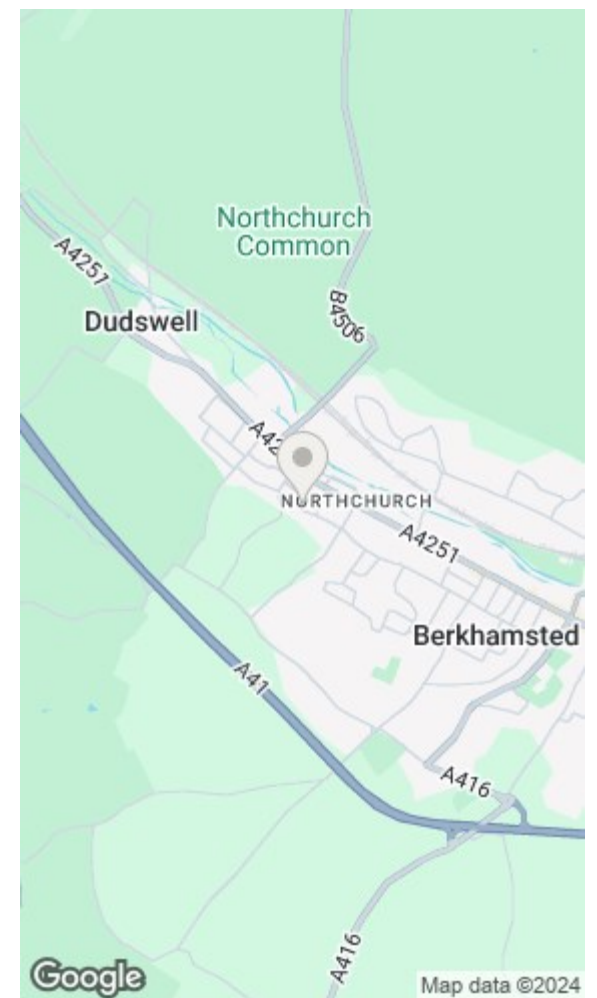 Northchurch
Common
A4251
Dudswell
B4506
NORTHCHURCH
A4251
Berkhamsted
A41
A416
A416
Google
Map data ©2024